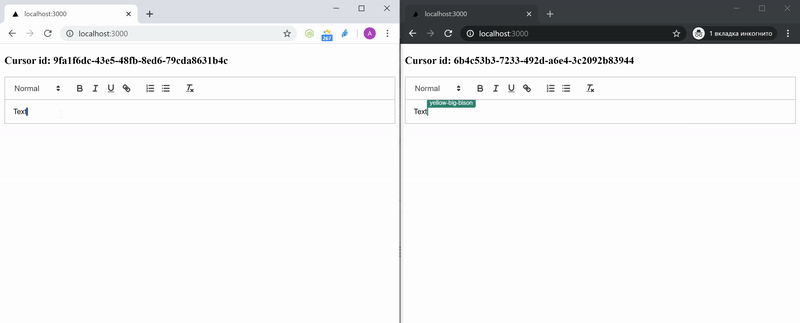 localhost:3000
localhost:3000
267
A
Cursor id: 9fa1f6dc-43e5-48fb-8ed6-79cda8631b4c
Normal
B I U
Text
localhost:3000
localhost:3000
1 вкладка инкогнито
Cursor id: 6b4c53b3-7233-492d-a6e4-3c2092b83944
Normal
B I U
yellow-big-bison
Text